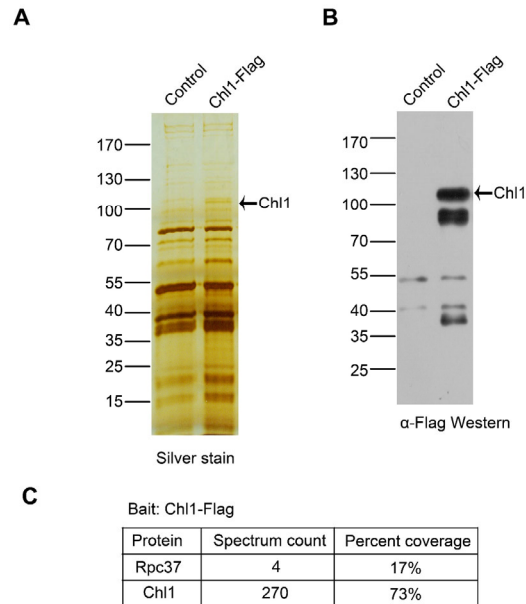 A
Control
Chl1-Flag
170
130
100
70
55
40
35
25
15
Chl1
Silver stain
B
Control
Chl1-Flag
170
130
100
70
55
40
35
25
Chl1
α-Flag Western
C
Bait: Chl1-Flag
Protein Spectrum count Percent coverage
Rpc37 4 17%
Chl1 270 73%